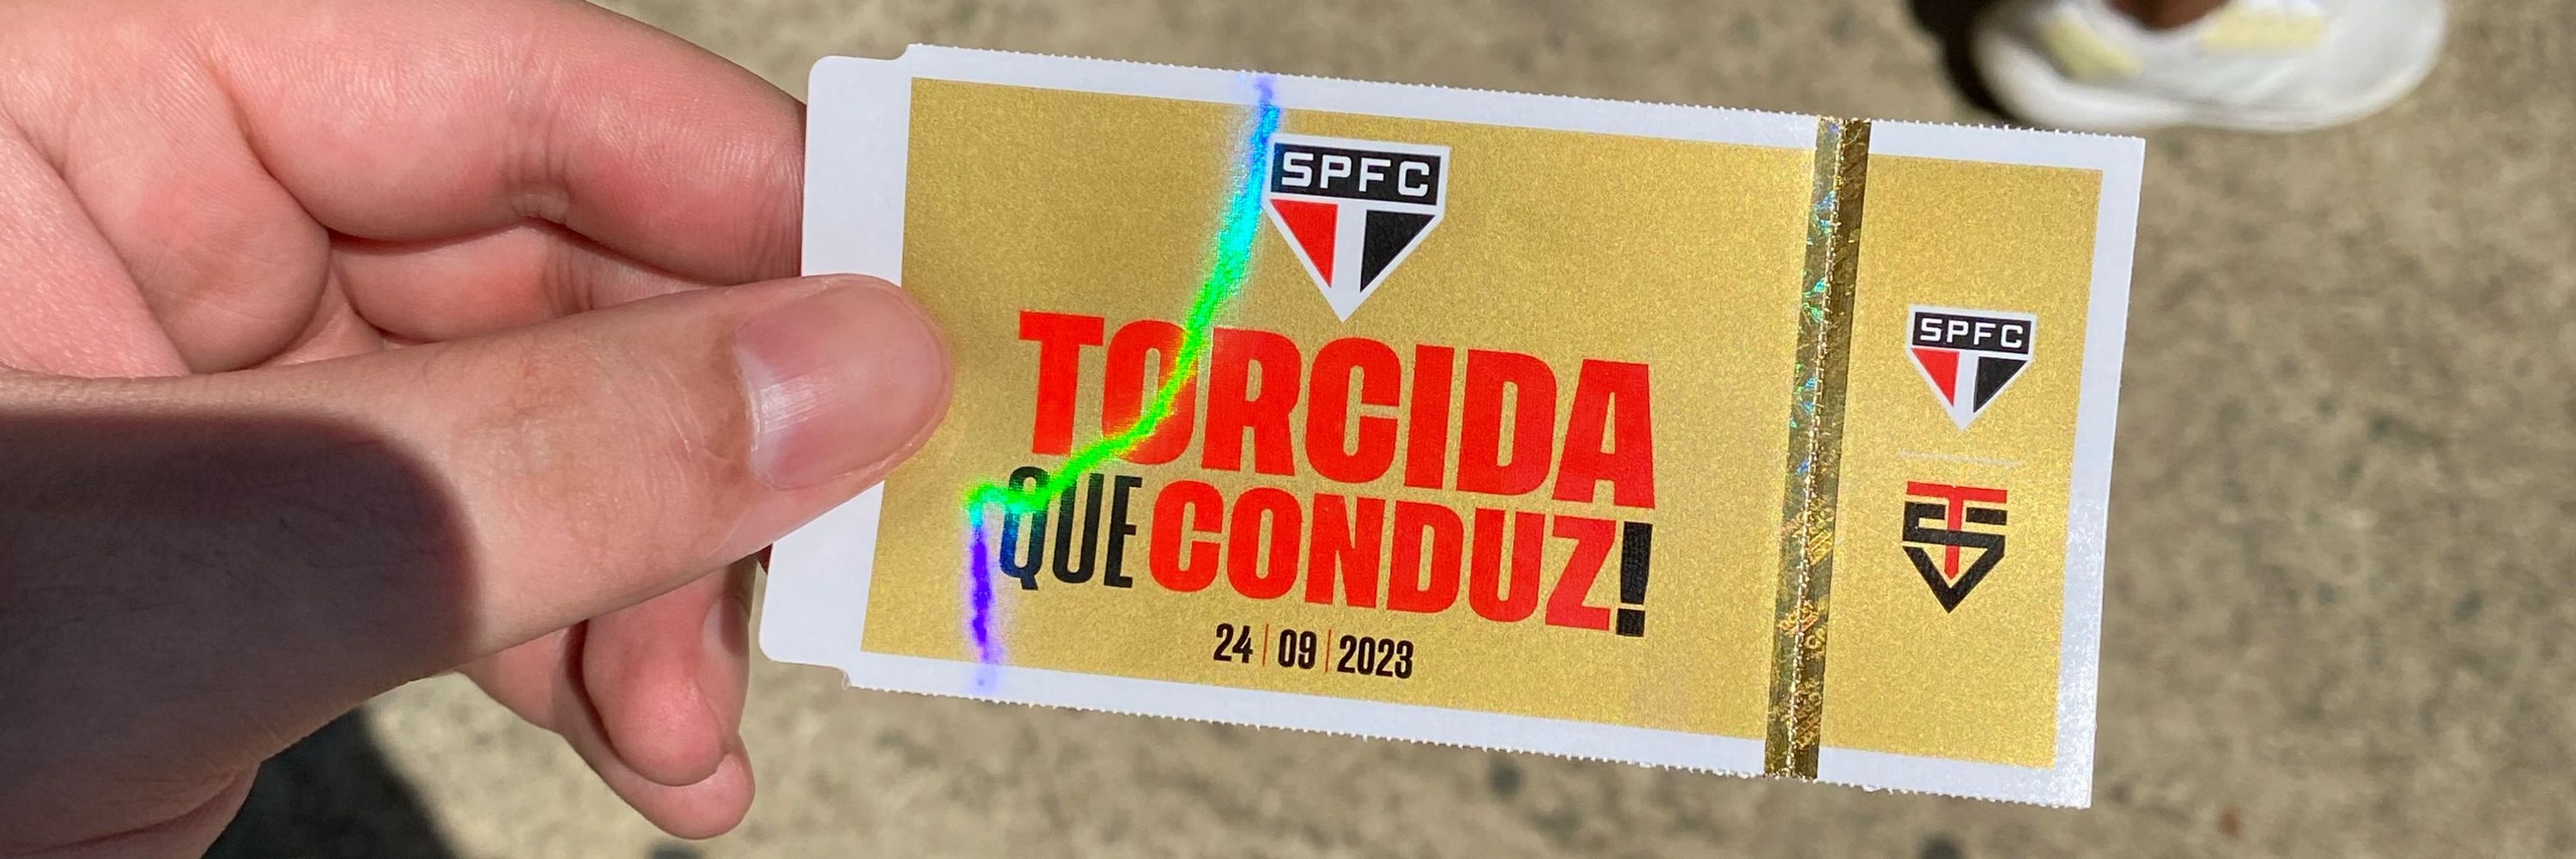 SPFC
TORCIDA
QUE CONDUZ!
24 | 09 | 2023
SPFC